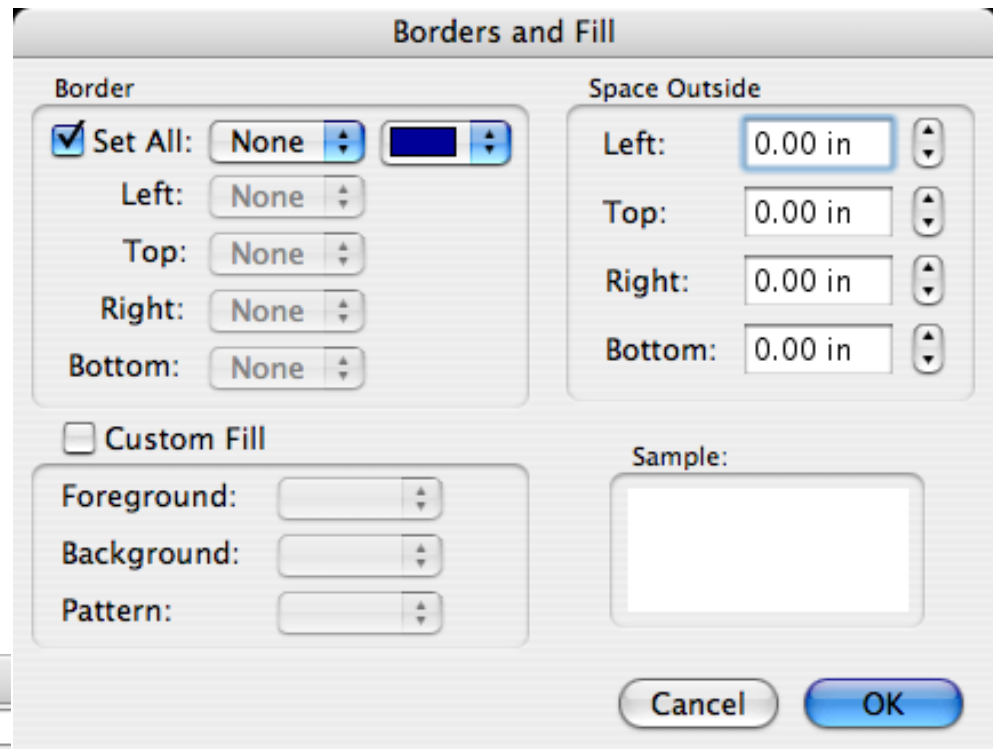 Borders and Fill
Border
Set All: None
Left: None
Top: None
Right: None
Bottom: None
Space Outside
Left: 0.00 in
Top: 0.00 in
Right: 0.00 in
Bottom: 0.00 in
Custom Fill
Foreground:
Background:
Pattern:
Sample:
Cancel OK